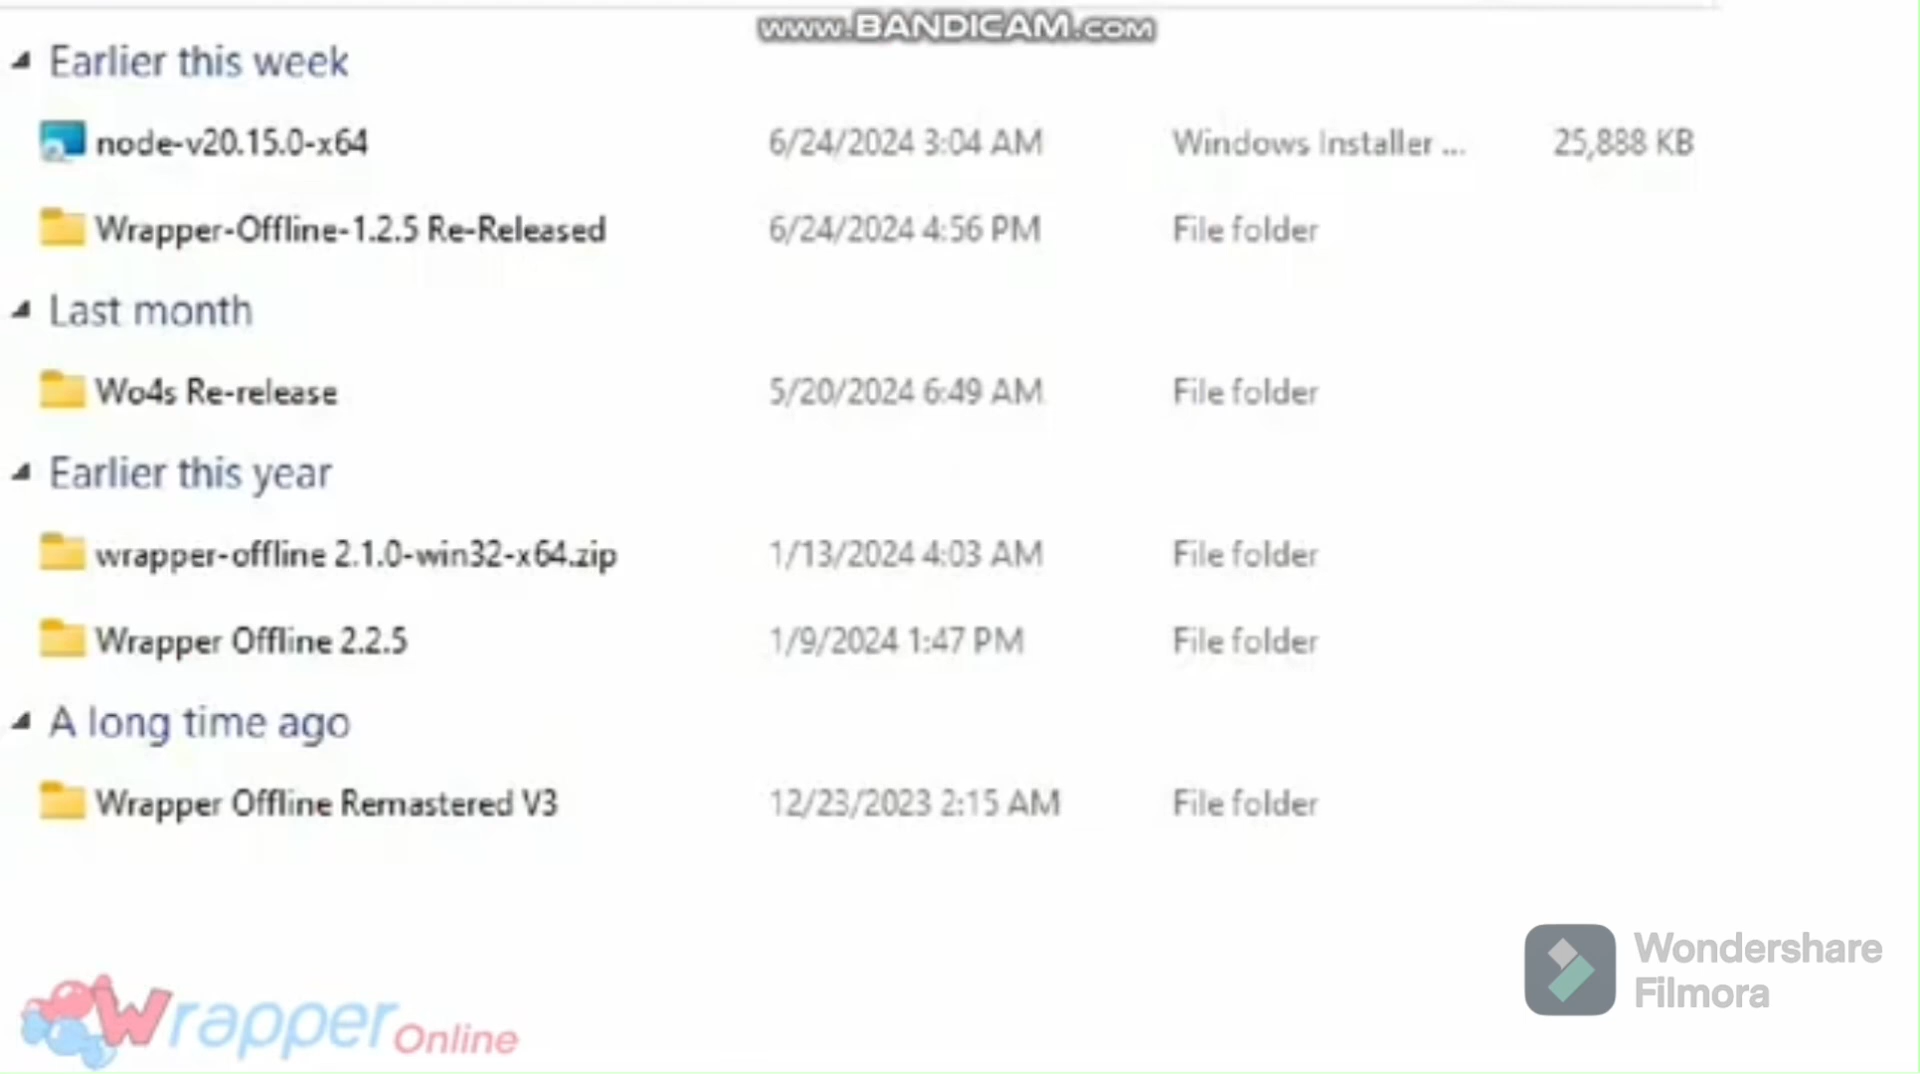 www.BANDICAM.com
Earlier this week
node-v20.15.0-x64 6/24/2024 3:04 AM Windows Installer ... 25,888 KB
Wrapper-Offline-1.2.5 Re-Released 6/24/2024 4:56 PM File folder
Last month
Wo4s Re-release 5/20/2024 6:49 AM File folder
Earlier this year
wrapper-offline 2.1.0-win32-x64.zip 1/13/2024 4:03 AM File folder
Wrapper Offline 2.2.5 1/9/2024 1:47 PM File folder
A long time ago
Wrapper Offline Remastered V3 12/23/2023 2:15 AM File folder
Wondershare
Filmora
Wrapper Online